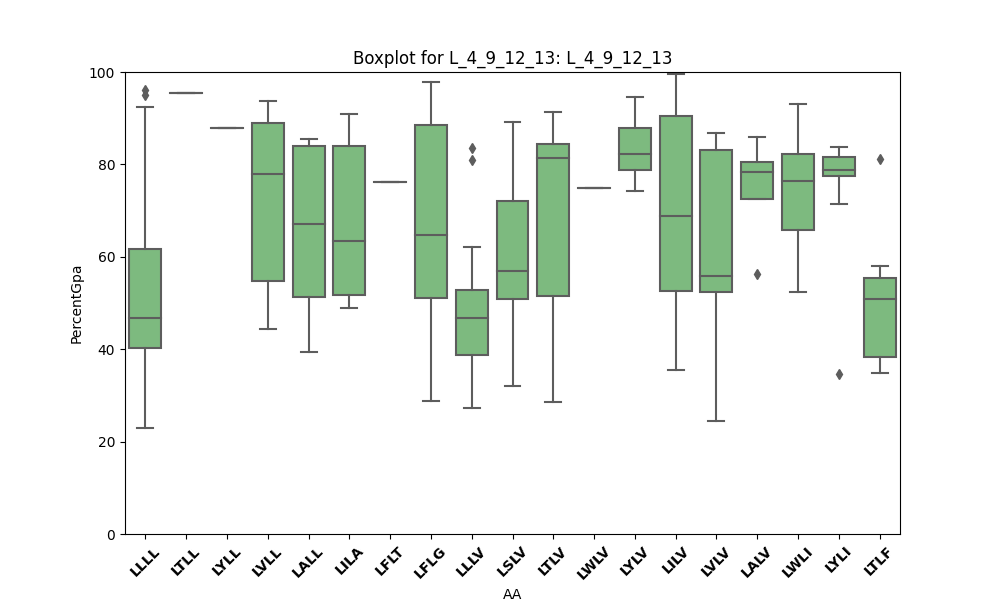 Boxplot for L_4_9_12_13: L_4_9_12_13
100
80
60
40
20
0
PercentGpa
LLLL LTLL LYLL LVLL LALL LILA LFLT LFLG LLLV LSLV LTLV LWLV LYLV LILV LVLV LALV LWLI LYLI LTLF
AA